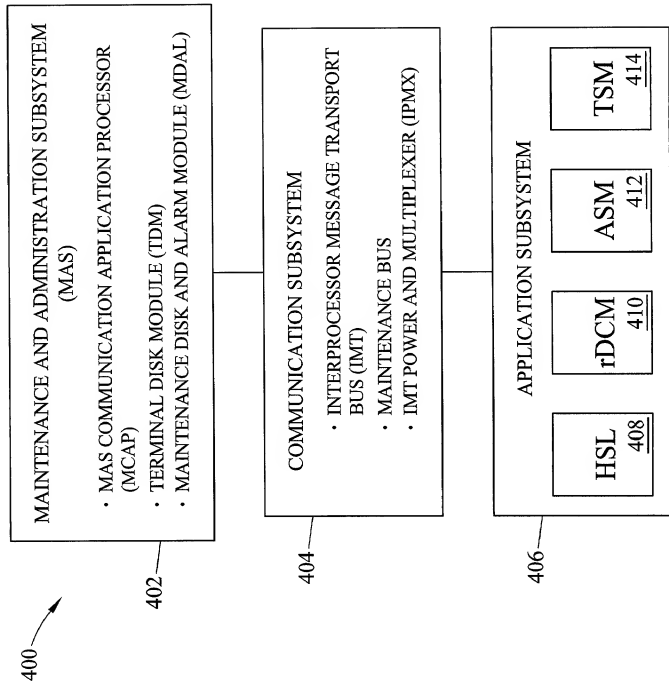 400
402
MAINTENANCE AND ADMINISTRATION SUBSYSTEM
(MAS)
· MAS COMMUNICATION APPLICATION PROCESSOR
(MCAP)
· TERMINAL DISK MODULE (TDM)
· MAINTENANCE DISK AND ALARM MODULE (MDAL)
404
COMMUNICATION SUBSYSTEM
· INTERPROCESSOR MESSAGE TRANSPORT
BUS (IMT)
· MAINTENANCE BUS
· IMT POWER AND MULTIPLEXER (IPMX)
406
APPLICATION SUBSYSTEM
HSL
408
rDCM
410
ASM
412
TSM
414